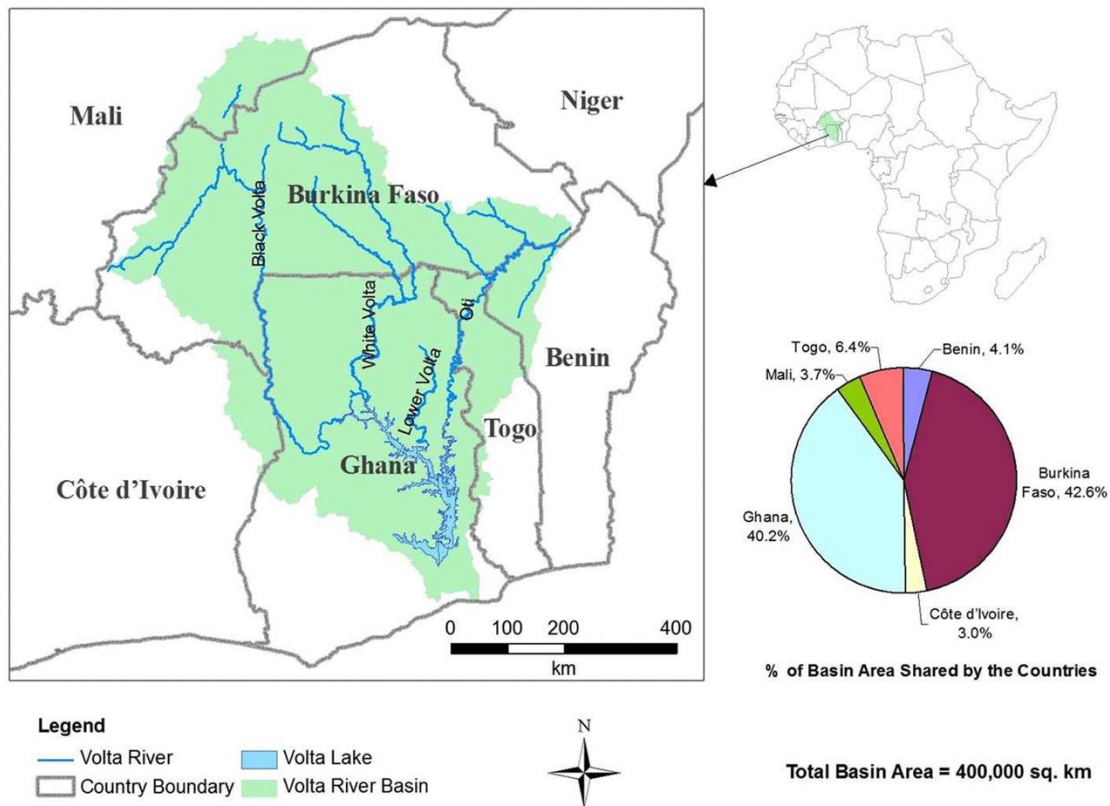 Mali
Niger
Burkina Faso
Black Volta
White Volta
Oti
Lower Volta
Benin
Togo
Ghana
Côte d'Ivoire
0 100 200 400
km
Togo, 6.4%
Benin, 4.1%
Mali, 3.7%
Burkina
Faso, 42.6%
Ghana,
40.2%
Côte d'Ivoire,
3.0%
% of Basin Area Shared by the Countries
Legend
Volta River
Volta Lake
Country Boundary
Volta River Basin
N
Total Basin Area = 400,000 sq. km